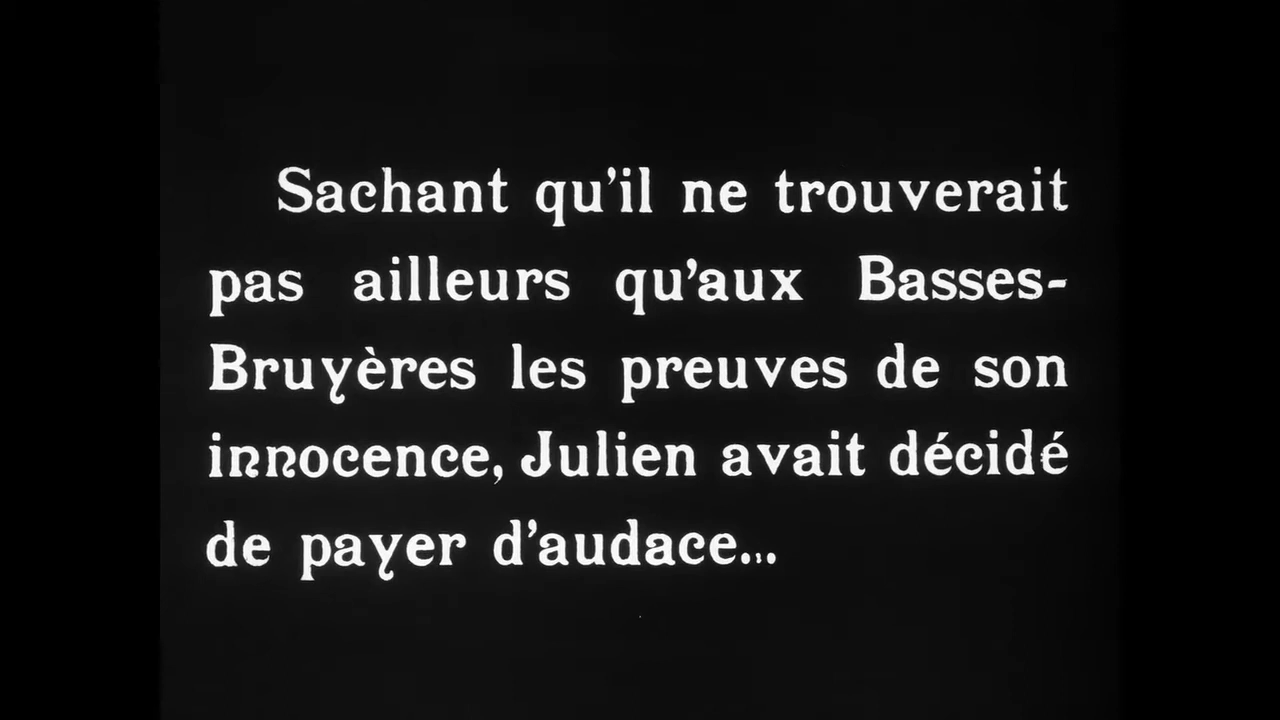 Sachant qu'il ne trouverait
pas ailleurs qu'aux Basses-
Bruyères les preuves de son
innocence, Julien avait décidé
de payer d'audace...